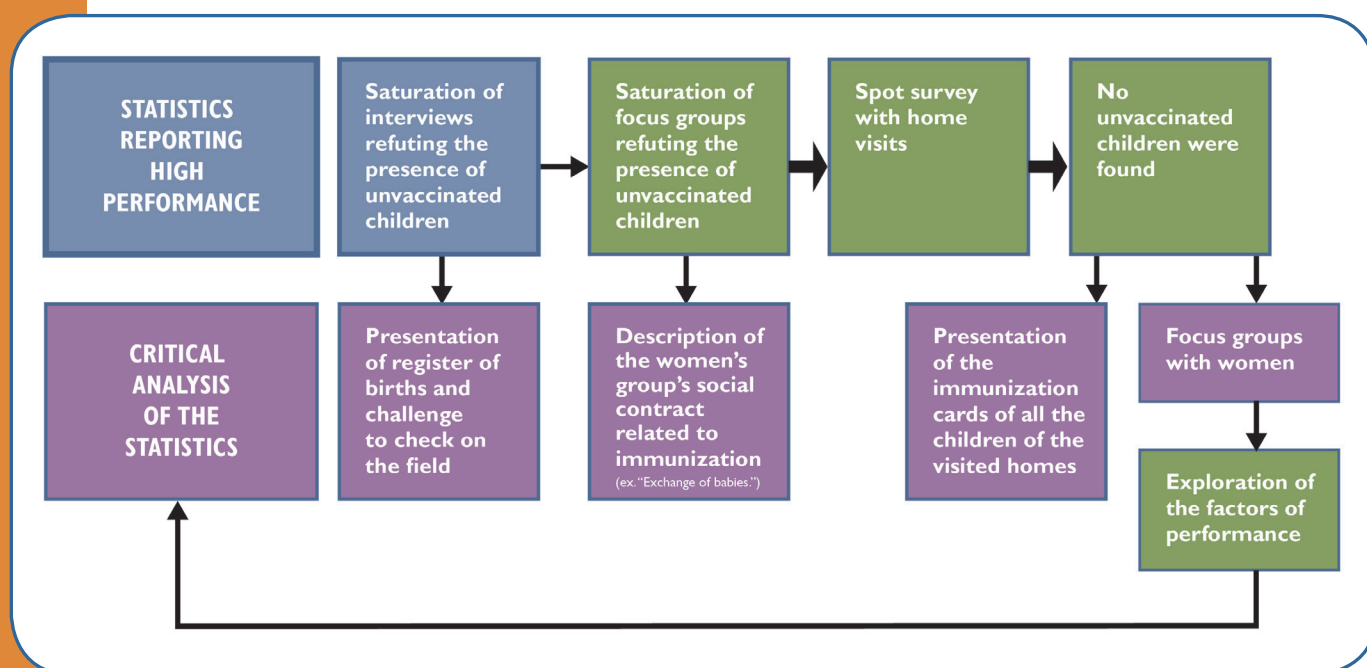 STATISTICS
REPORTING
HIGH
PERFORMANCE
Saturation of
interviews
refuting the
presence of
unvaccinated
children
Saturation of
focus groups
refuting the
presence of
unvaccinated
children
Spot survey
with home
visits
No
unvaccinated
children were
found
CRITICAL
ANALYSIS
OF THE
STATISTICS
Presentation
of register of
births and
challenge
to check on
the field
Description of
the women’s
group’s social
contract
related to
immunization
(ex. “Exchange of babies.”)
Presentation
of the
immunization
cards of all the
children of the
visited homes
Focus groups
with women
Exploration of
the factors of
performance